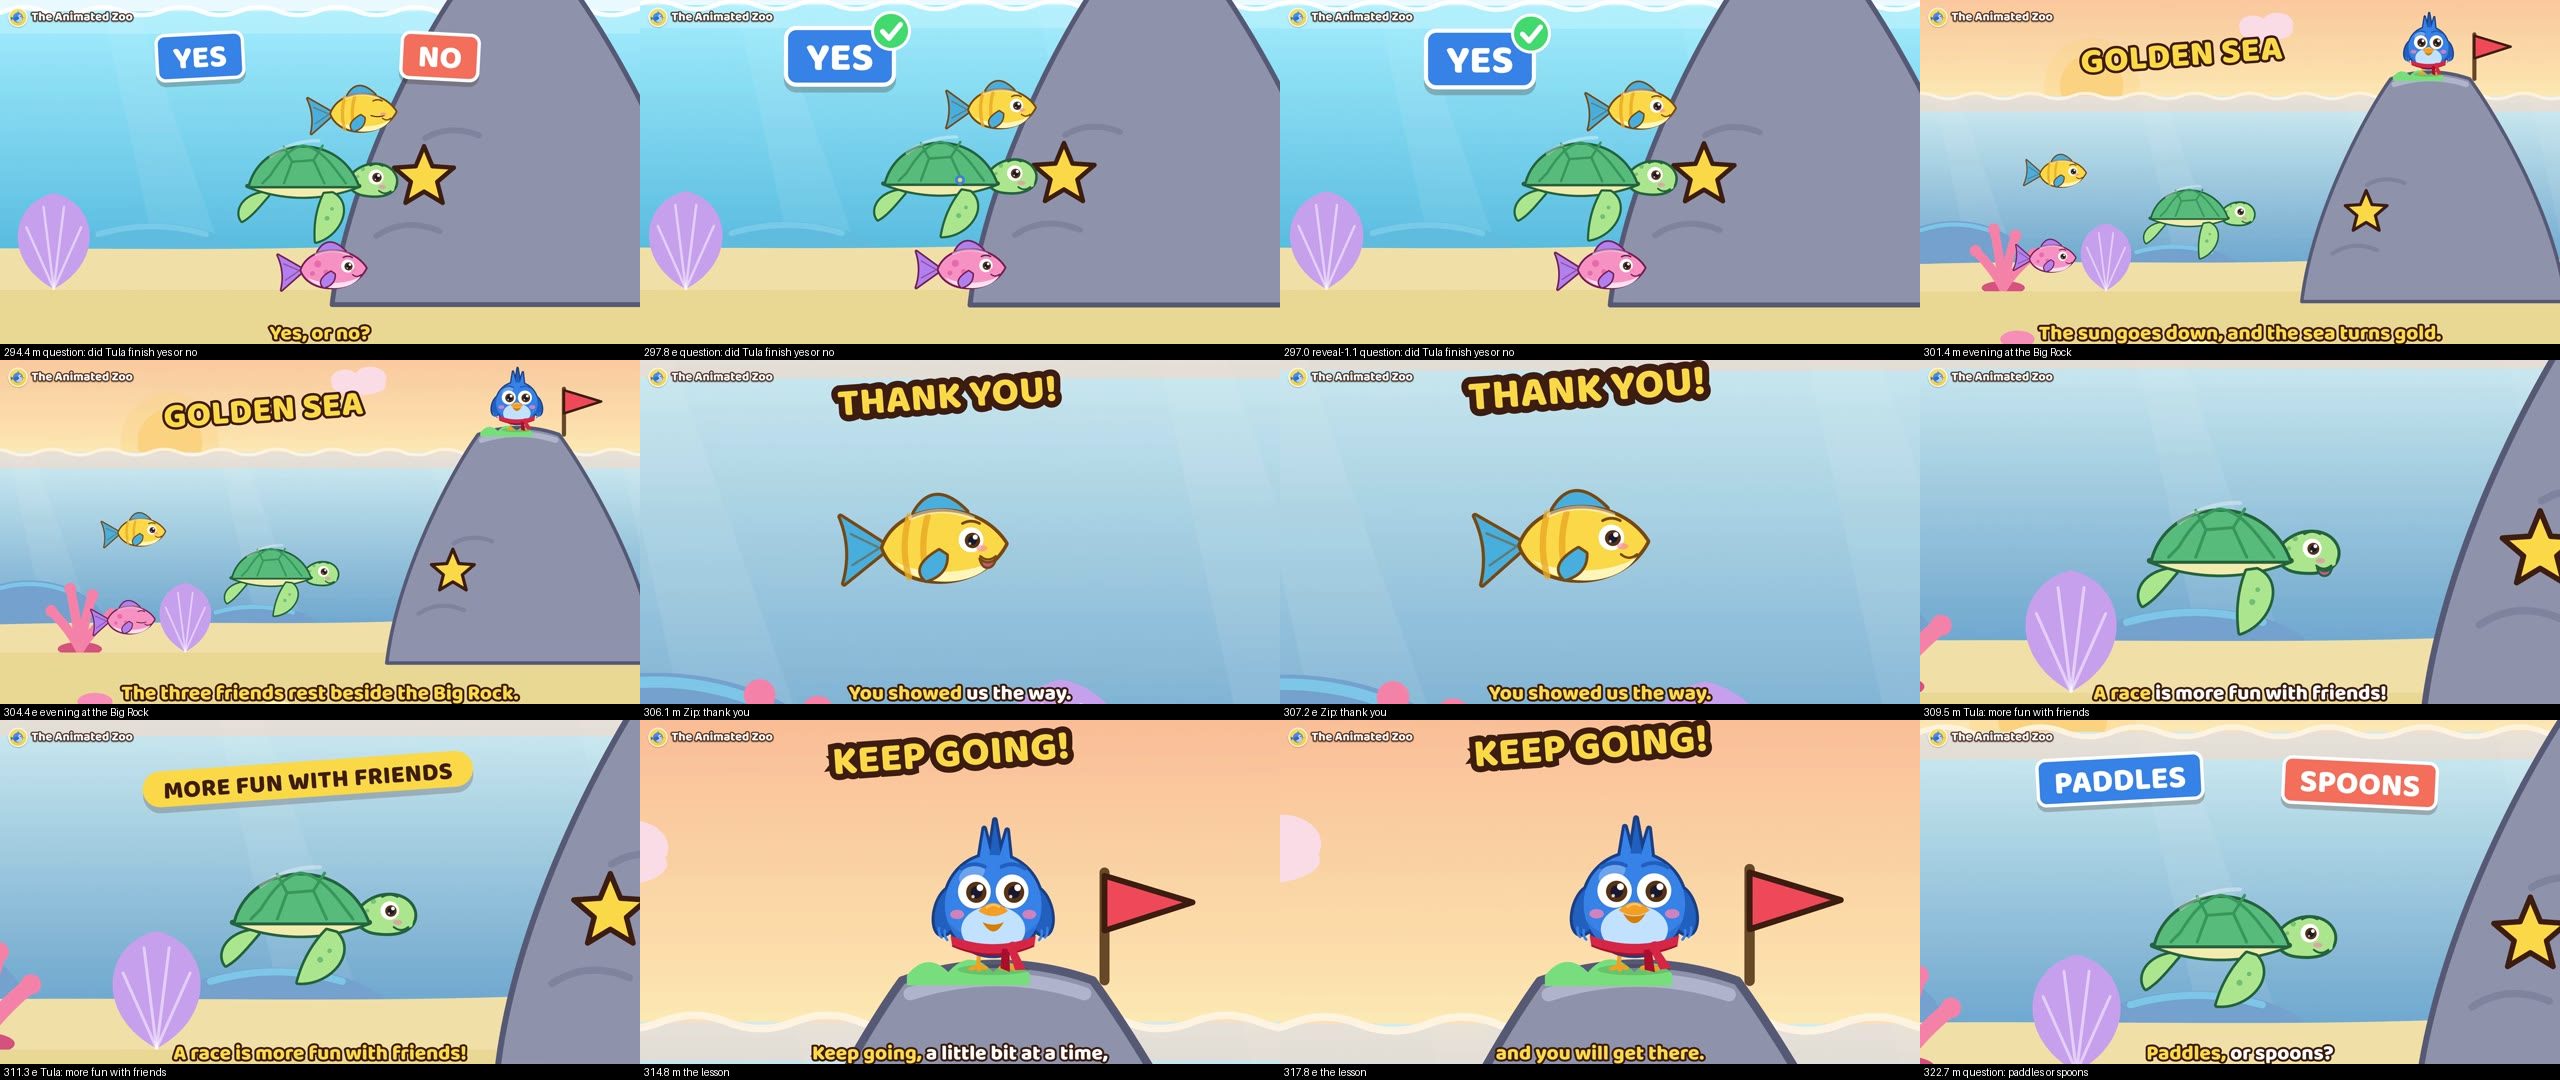 The Animated Zoo
YES
NO
Yes, or no?
294.4 m question: did Tula finish yes or no
The Animated Zoo
YES
297.8 e question: did Tula finish yes or no
The Animated Zoo
YES
297.0 reveal-1.1 question: did Tula finish yes or no
The Animated Zoo
GOLDEN SEA
The sun goes down, and the sea turns gold.
301.4 m evening at the Big Rock
The Animated Zoo
GOLDEN SEA
The three friends rest beside the Big Rock.
304.4 e evening at the Big Rock
The Animated Zoo
THANK YOU!
You showed us the way.
306.1 m Zip: thank you
The Animated Zoo
THANK YOU!
You showed us the way.
307.2 e Zip: thank you
The Animated Zoo
A race is more fun with friends!
309.5 m Tula: more fun with friends
The Animated Zoo
MORE FUN WITH FRIENDS
A race is more fun with friends!
311.3 e Tula: more fun with friends
The Animated Zoo
KEEP GOING!
Keep going, a little bit at a time,
314.8 m the lesson
The Animated Zoo
KEEP GOING!
and you will get there.
317.8 e the lesson
The Animated Zoo
PADDLES
SPOONS
Paddles, or spoons?
322.7 m question: paddles or spoons